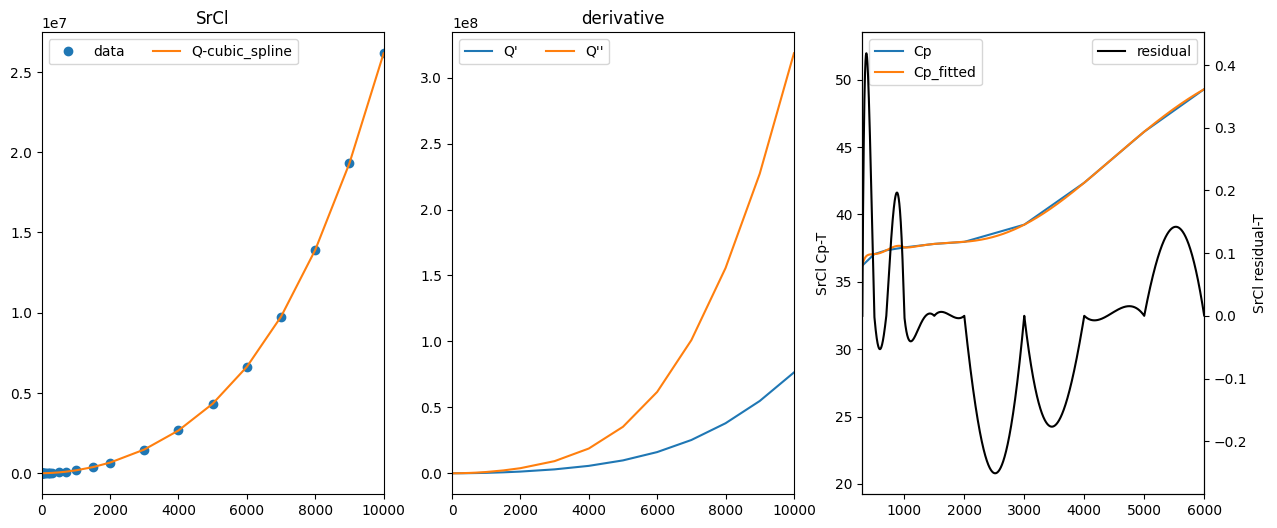 SrCl
1e7
data
Q-cubic_spline
2.5
2.0
1.5
1.0
0.5
0.0
0 2000 4000 6000 8000 10000
derivative
1e8
Q'
Q''
3.0
2.5
2.0
1.5
1.0
0.5
0.0
0 2000 4000 6000 8000 10000
Cp
Cp_fitted
residual
SrCl Cp-T
50
45
40
35
30
25
20
1000 2000 3000 4000 5000 6000
0.4
0.3
0.2
0.1
0.0
−0.1
−0.2
SrCl residual-T